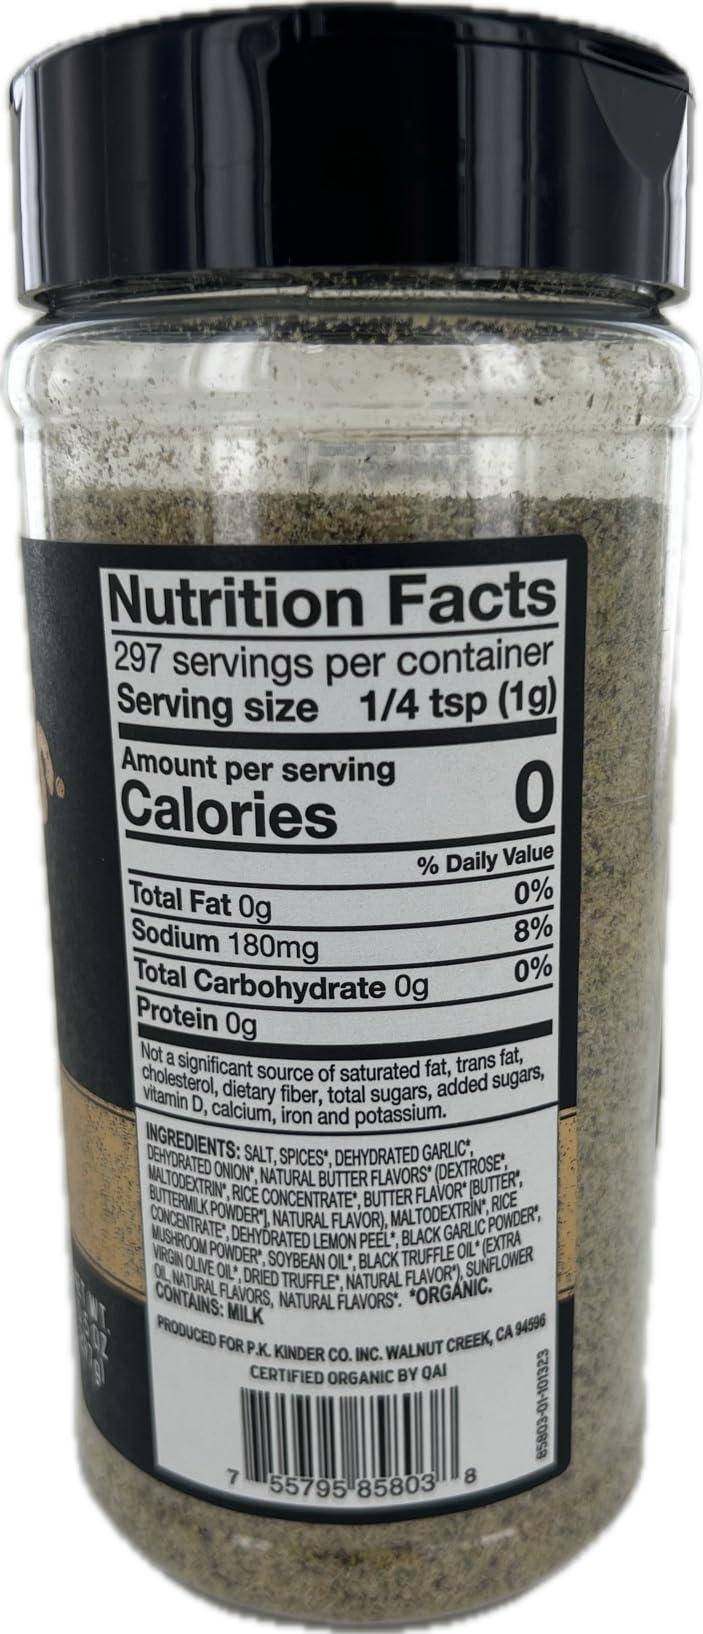 Nutrition Facts
297 servings per container
Serving size 1/4 tsp (1g)
Amount per serving
Calories 0
% Daily Value
Total Fat 0g 0%
Sodium 180mg 8%
Total Carbohydrate 0g 0%
Protein 0g
Not a significant source of saturated fat, trans fat,
cholesterol, dietary fiber, total sugars, added sugars,
vitamin D, calcium, iron and potassium.
INGREDIENTS: SALT, SPICES*, DEHYDRATED GARLIC*,
DEHYDRATED ONION*, NATURAL BUTTER FLAVORS* (DEXTROSE*,
MALTODEXTRIN*, RICE CONCENTRATE*, BUTTER FLAVOR* [BUTTER*,
BUTTERMILK POWDER*], NATURAL FLAVOR), MALTODEXTRIN*, RICE
CONCENTRATE*, DEHYDRATED LEMON PEEL*, BLACK GARLIC POWDER*,
MUSHROOM POWDER*, SOYBEAN OIL*, BLACK TRUFFLE OIL* (EXTRA
VIRGIN OLIVE OIL*, DRIED TRUFFLE*, NATURAL FLAVOR*), SUNFLOWER
OIL, NATURAL FLAVORS, NATURAL FLAVORS*. *ORGANIC.
CONTAINS: MILK
PRODUCED FOR P.K. KINDER CO. INC. WALNUT CREEK, CA 94596
CERTIFIED ORGANIC BY QAI
85803-01-101323
7 55795 85803 8